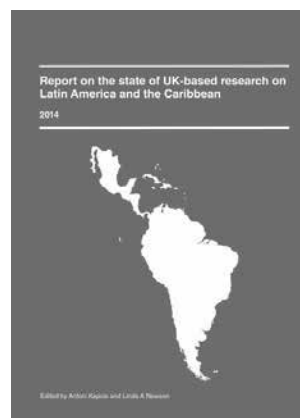 Report on the state of UK-based research on
Latin America and the Caribbean
2014
Edited by Antoni Kapcia and Linda A Newson